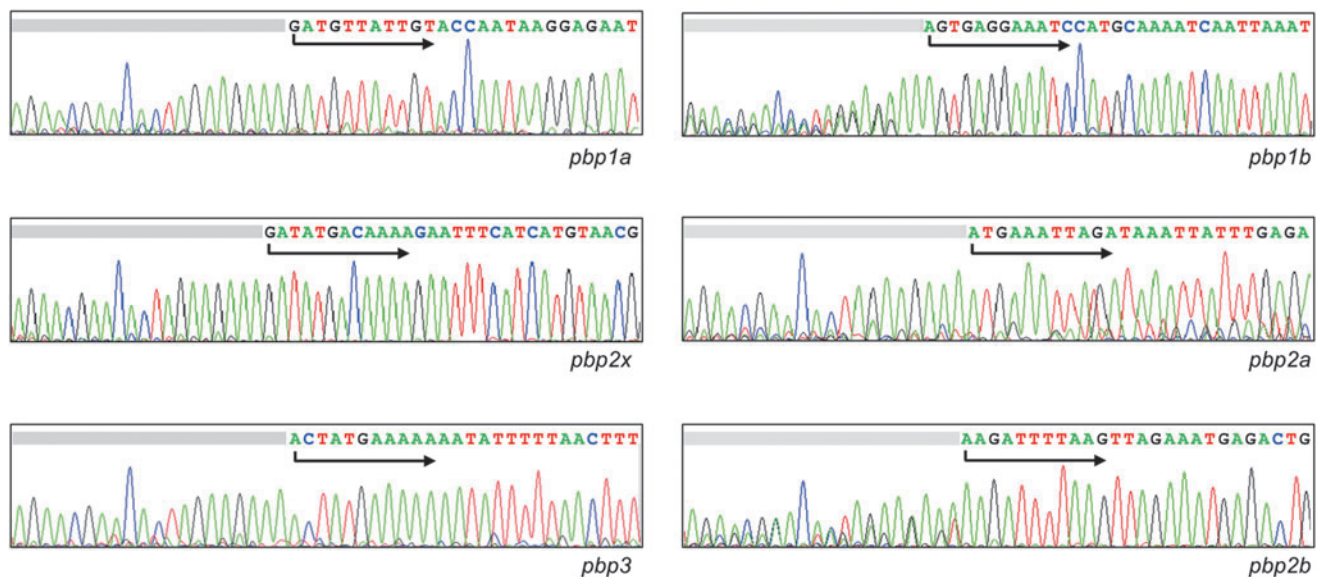 GATGTTATTGTACCAATAAGGAGAAT
pbp1a
AGTGAGGAAATCCATGCAAAATCAATTAAAT
pbp1b
GATATGACAAAAGAATTTCATCATGTAACG
pbp2x
ATGAAATTAGATAAATTATTTGAGA
pbp2a
ACTATGAAAAAAATATTTTTAACTTT
pbp3
AAGATTTTAAGTTAGAAATGAGACTG
pbp2b